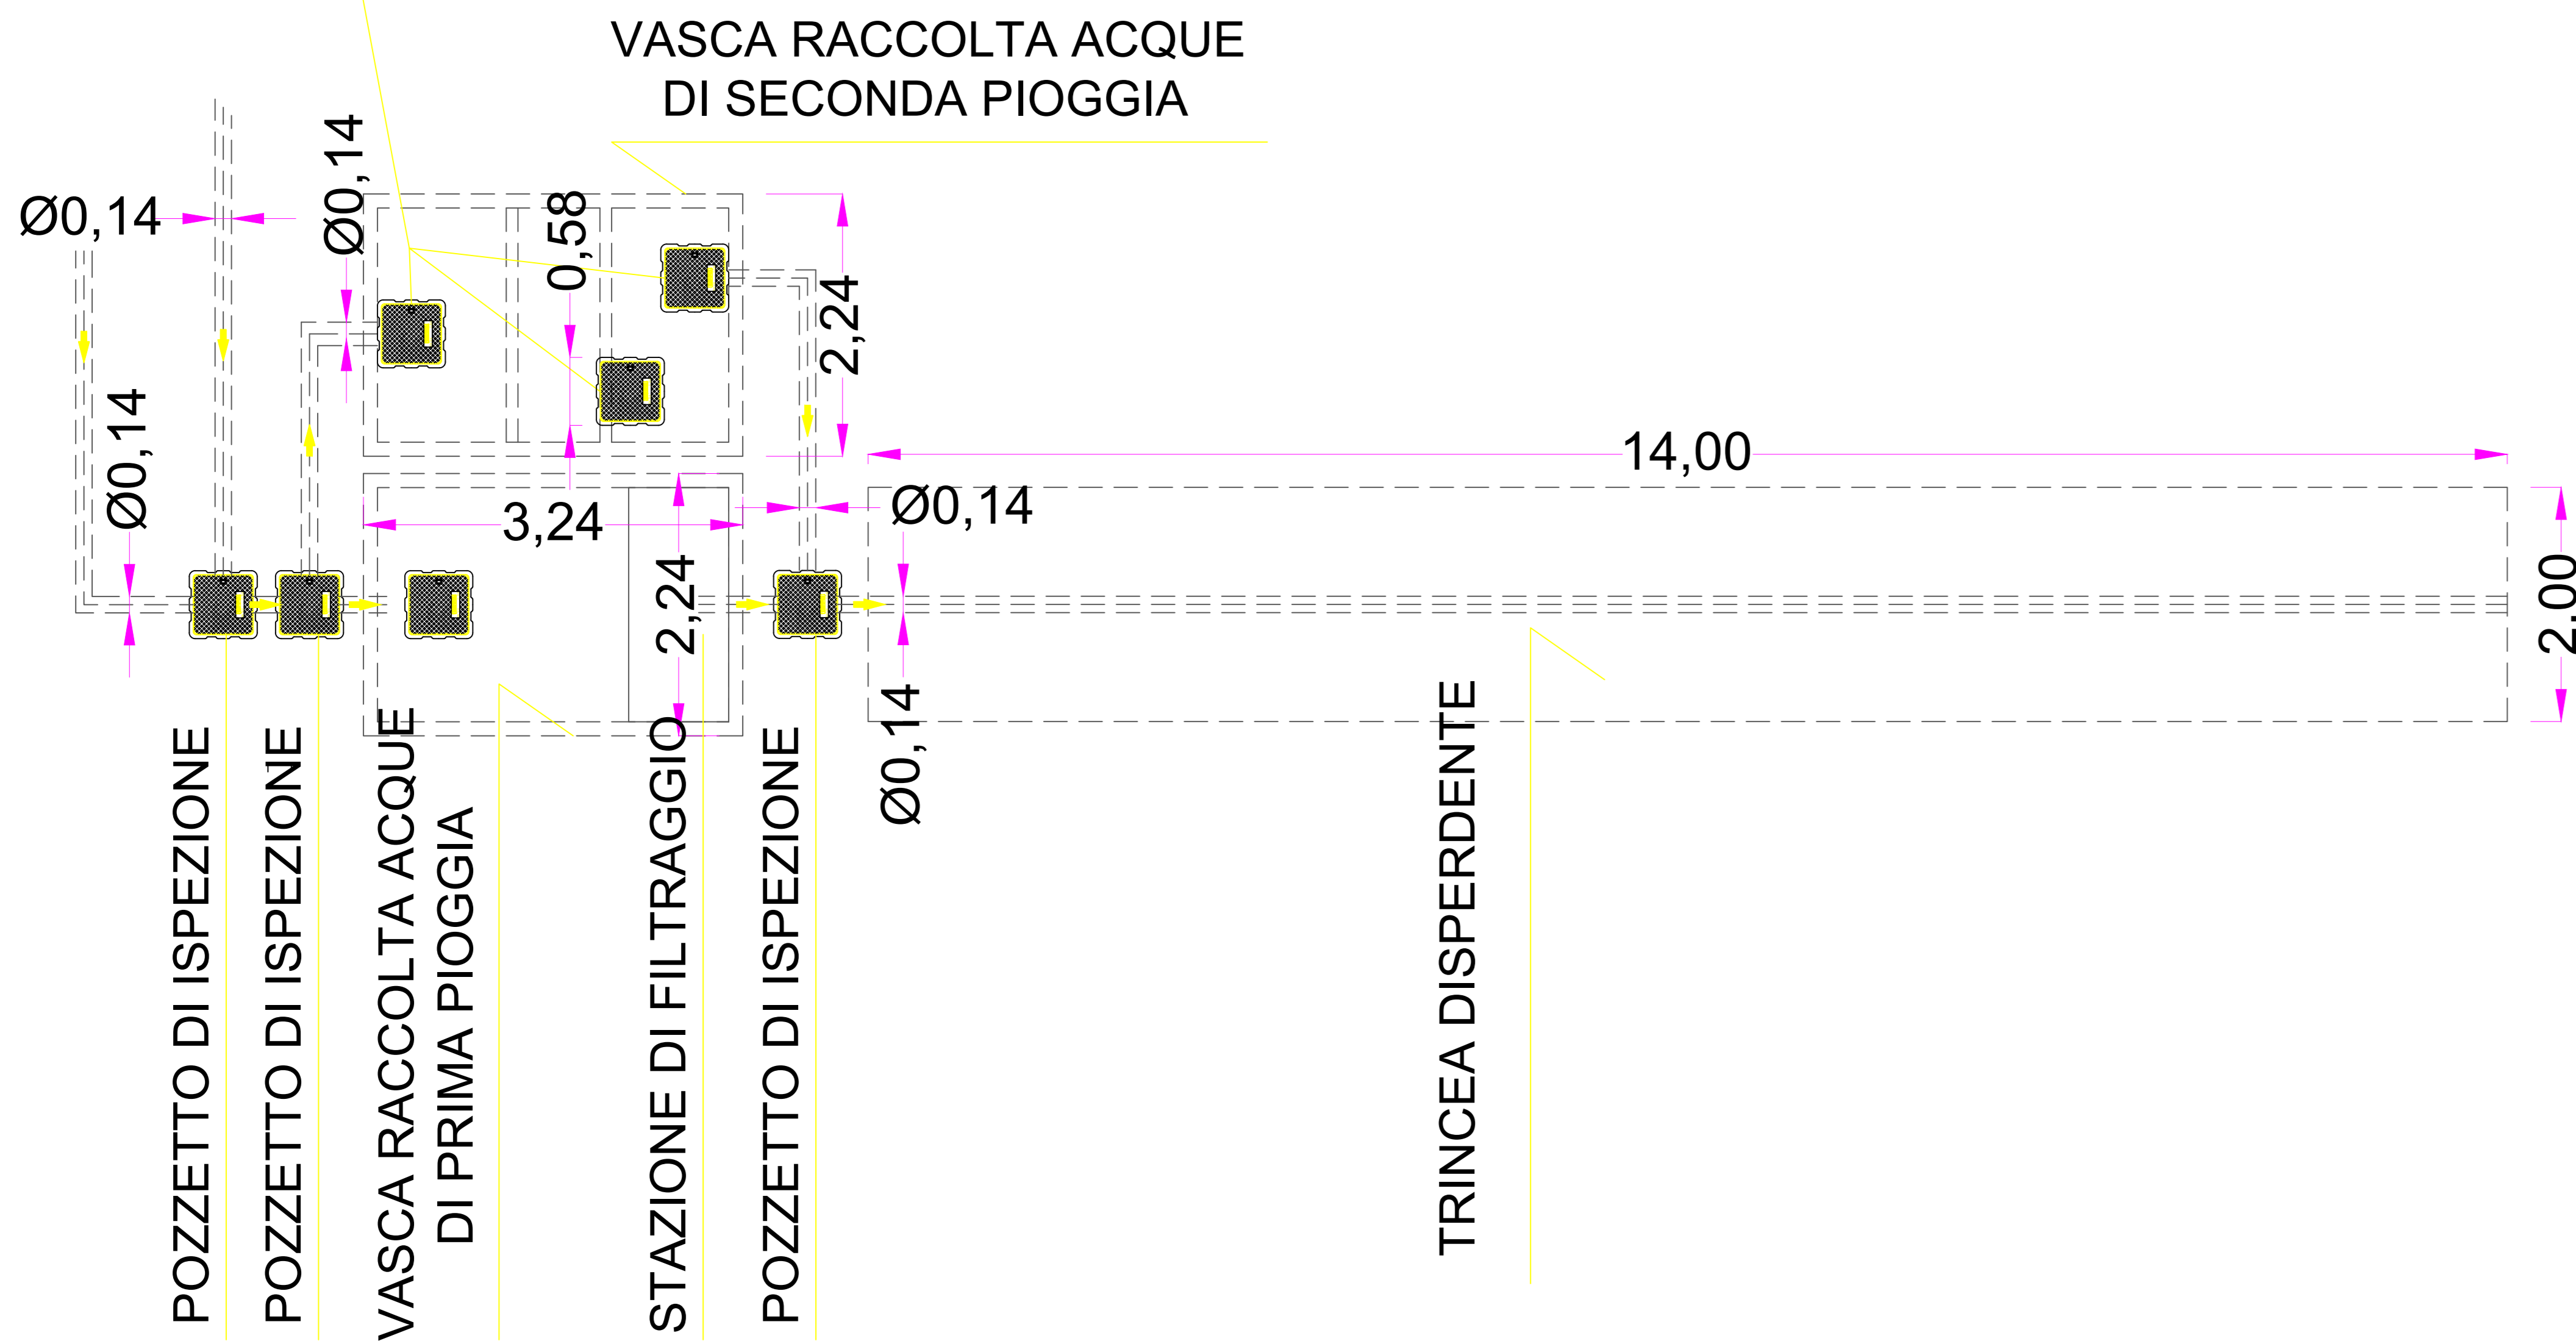 VASCA RACCOLTA ACQUE
DI SECONDA PIOGGIA
Ø0,14
Ø0,14
0,58
2,24
Ø0,14
14,00
3,24
Ø0,14
2,24
2,00
Ø0,14
POZZETTO DI ISPEZIONE
POZZETTO DI ISPEZIONE
VASCA RACCOLTA ACQUE
DI PRIMA PIOGGIA
STAZIONE DI FILTRAGGIO
POZZETTO DI ISPEZIONE
TRINCEA DISPERDENTE